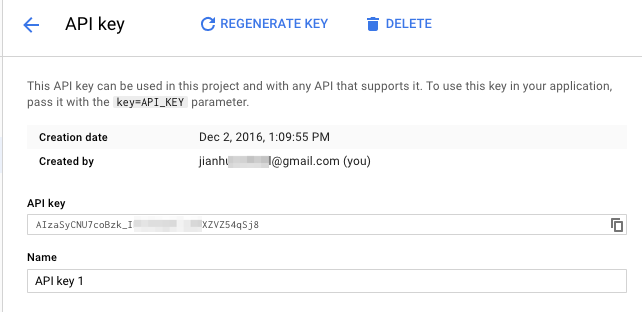 API key REGENERATE KEY DELETE
This API key can be used in this project and with any API that supports it. To use this key in your application,
pass it with the key=API_KEY parameter.
Creation date Dec 2, 2016, 1:09:55 PM
Created by jianhu @gmail.com (you)
API key
AIzaSyCNU7coBzk_I XZVZ54qSj8
Name
API key 1